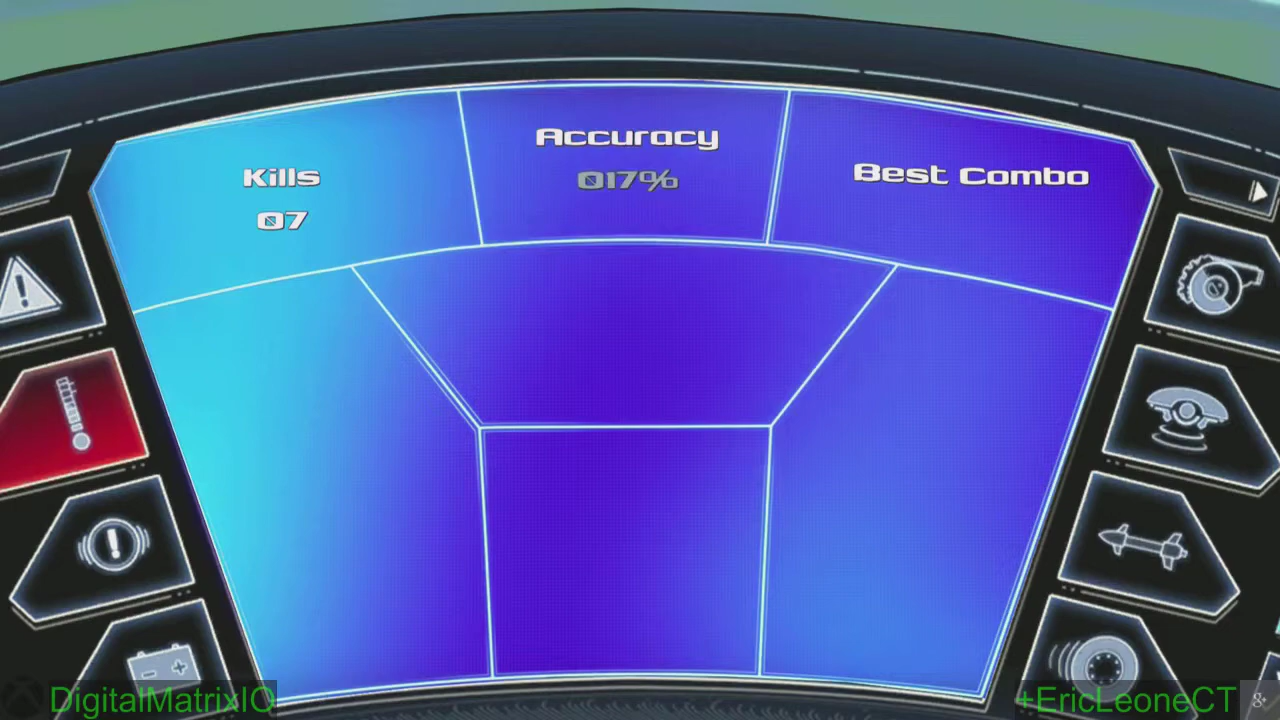 Accuracy
017%
Kills
07
Best Combo
DigitalMatrixIO
+EricLeoneCT
g+